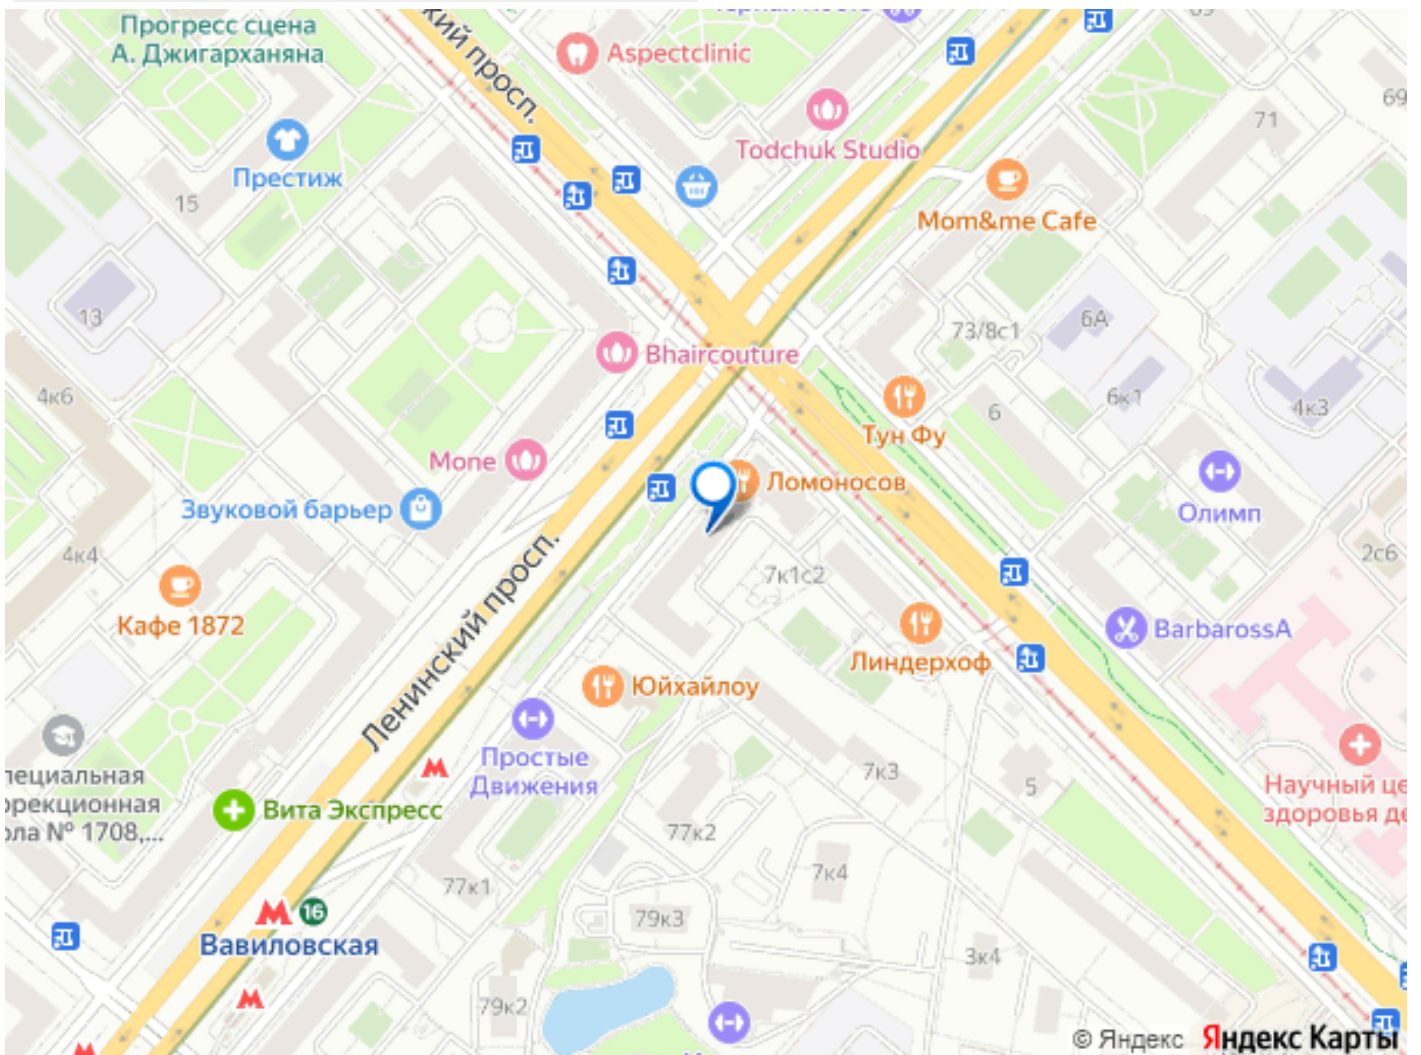 Прогресс сцена
А. Джигарханяна
Aspectclinic
кий просп.
69
71
Todchuk Studio
Престиж
15
Mom&me Cafe
13
6А
73/8с1
Bhaircouture
4к6
6к1
4к3
6
Тун Фу
Mone
Ломоносов
Звуковой барьер
Олимп
4к4
2с6
7к1с2
Кафе 1872
BarbarossA
Ленинский просп.
Линдерхоф
Юйхайлоу
Простые
Движения
7к3
5
пециальная
ррекционная
ола № 1708,...
Вита Экспресс
Научный це
здоровья де
77к2
7к4
77к1
16
Вавиловская
79к3
3к4
79к2
© Яндекс Яндекс Карты